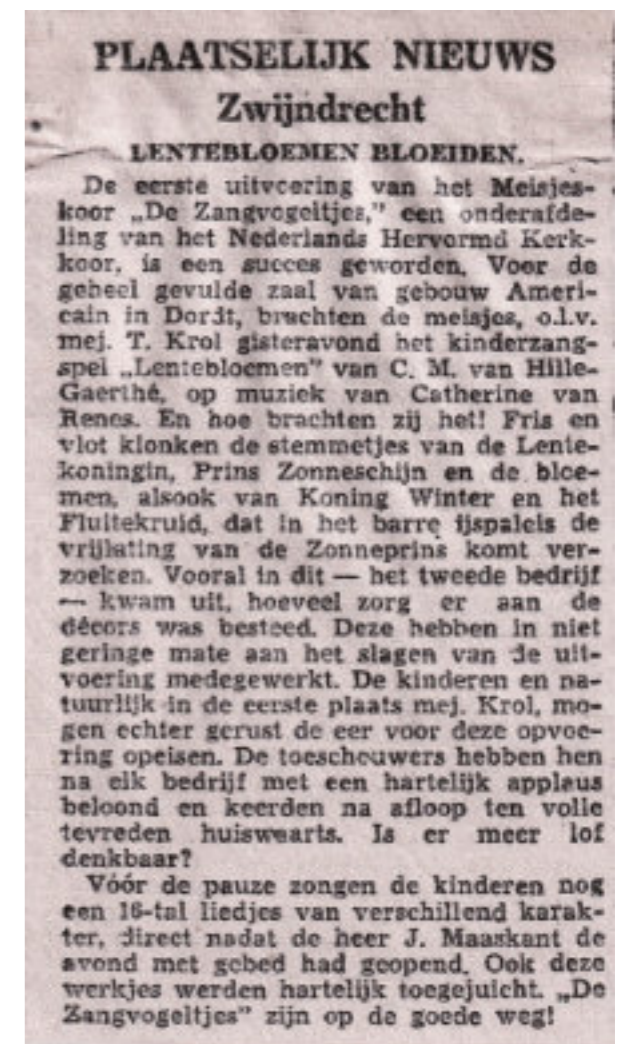 PLAATSELIJK NIEUWS
Zwijndrecht
LENTEBLOEMEN BLOEIDEN.
De eerste uitvoering van het Meisjes-
koor „De Zangvogeltjes,” een onderafde-
ling van het Nederlands Hervormd Kerk-
koor, is een succes geworden. Voor de
geheel gevulde zaal van gebouw Ameri-
cain in Dordt, brachten de meisjes, o.l.v.
mej. T. Krol gisteravond het kinderzang-
spel „Lentebloemen” van C. M. van Hille-
Gaerthé, op muziek van Catherine van
Renes. En hoe brachten zij het! Fris en
vlot klonken de stemmetjes van de Lente-
koningin, Prins Zonneschijn en de bloe-
men, alsook van Koning Winter en het
Fluitekruid, dat in het barre ijspaleis de
vrijlating van de Zonneprins komt ver-
zoeken. Vooral in dit — het tweede bedrijf
— kwam uit, hoeveel zorg er aan de
décors was besteed. Deze hebben in niet
geringe mate aan het slagen van de uit-
voering medegewerkt. De kinderen en na-
tuurlijk in de eerste plaats mej. Krol, mo-
gen echter gerust de eer voor deze opvoe-
ring opeisen. De toeschouwers hebben hen
na elk bedrijf met een hartelijk applaus
beloond en keerden na afloop ten volle
tevreden huiswaarts. Is er meer lof
denkbaar?
Vóór de pauze zongen de kinderen nog
een 16-tal liedjes van verschillend karak-
ter, direct nadat de heer J. Maaskant de
avond met gebed had geopend. Ook deze
werkjes werden hartelijk toegejuicht. „De
Zangvogeltjes” zijn op de goede weg!